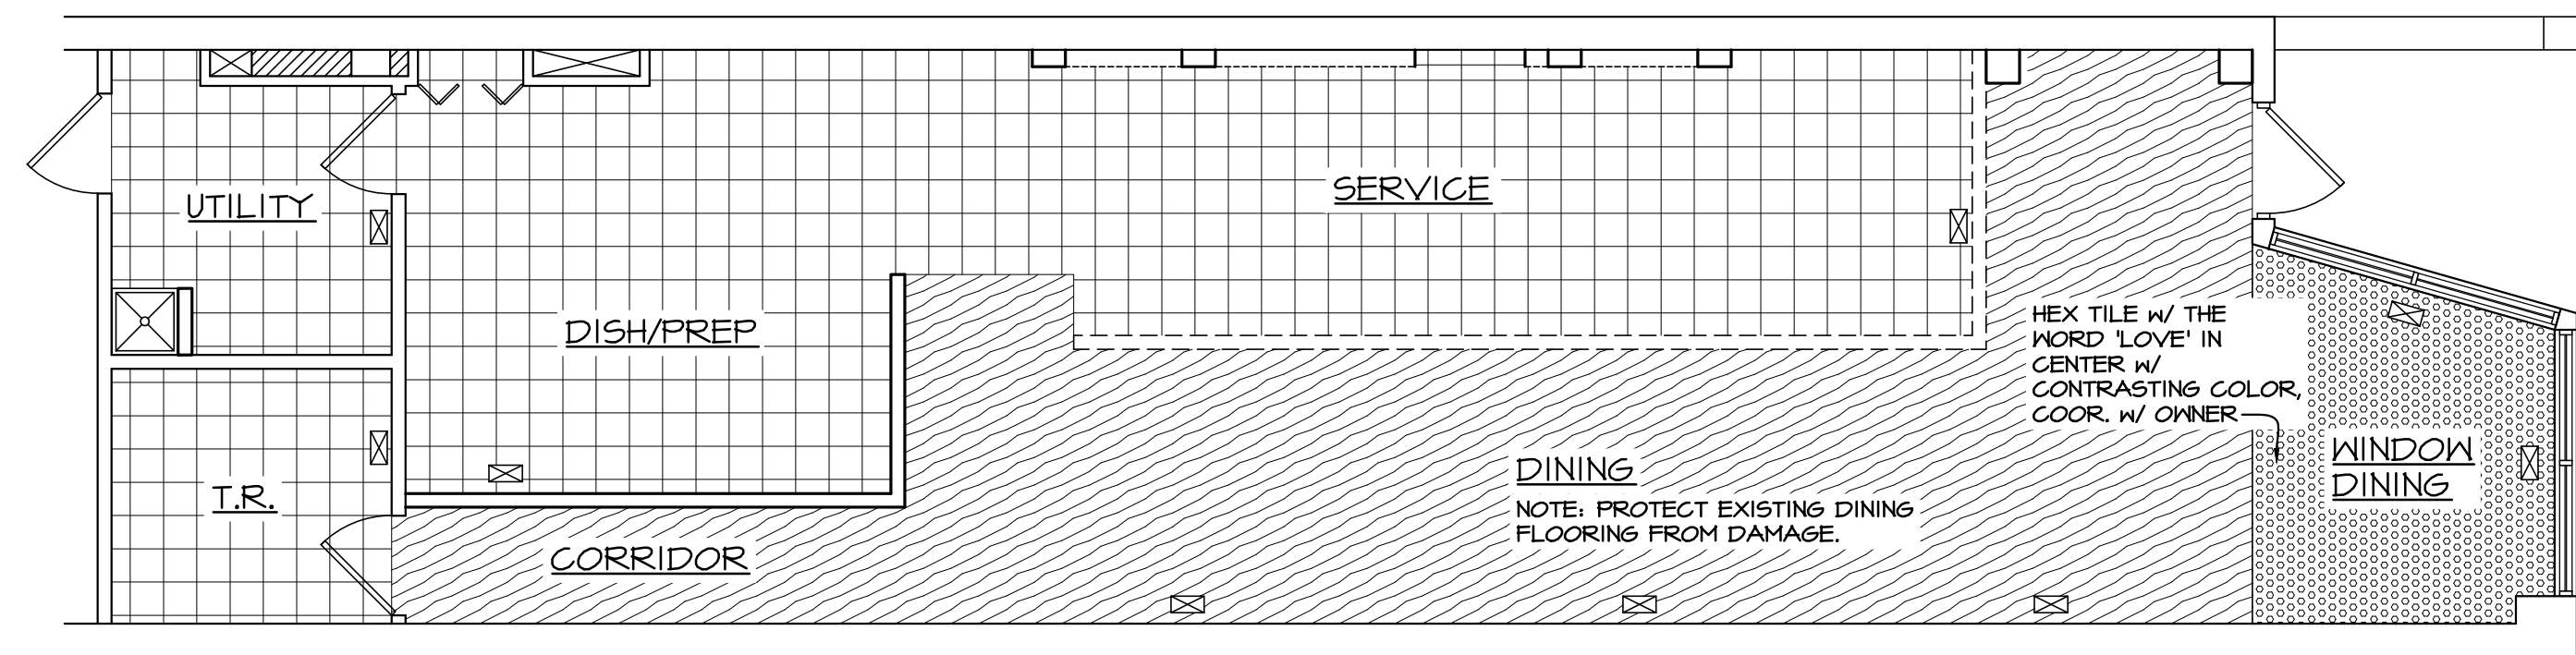 UTILITY
SERVICE
DISH/PREP
T.R.
CORRIDOR
DINING
NOTE: PROTECT EXISTING DINING
FLOORING FROM DAMAGE.
HEX TILE w/ THE
WORD 'LOVE' IN
CENTER w/
CONTRASTING COLOR,
COOR. w/ OWNER
WINDOW
DINING